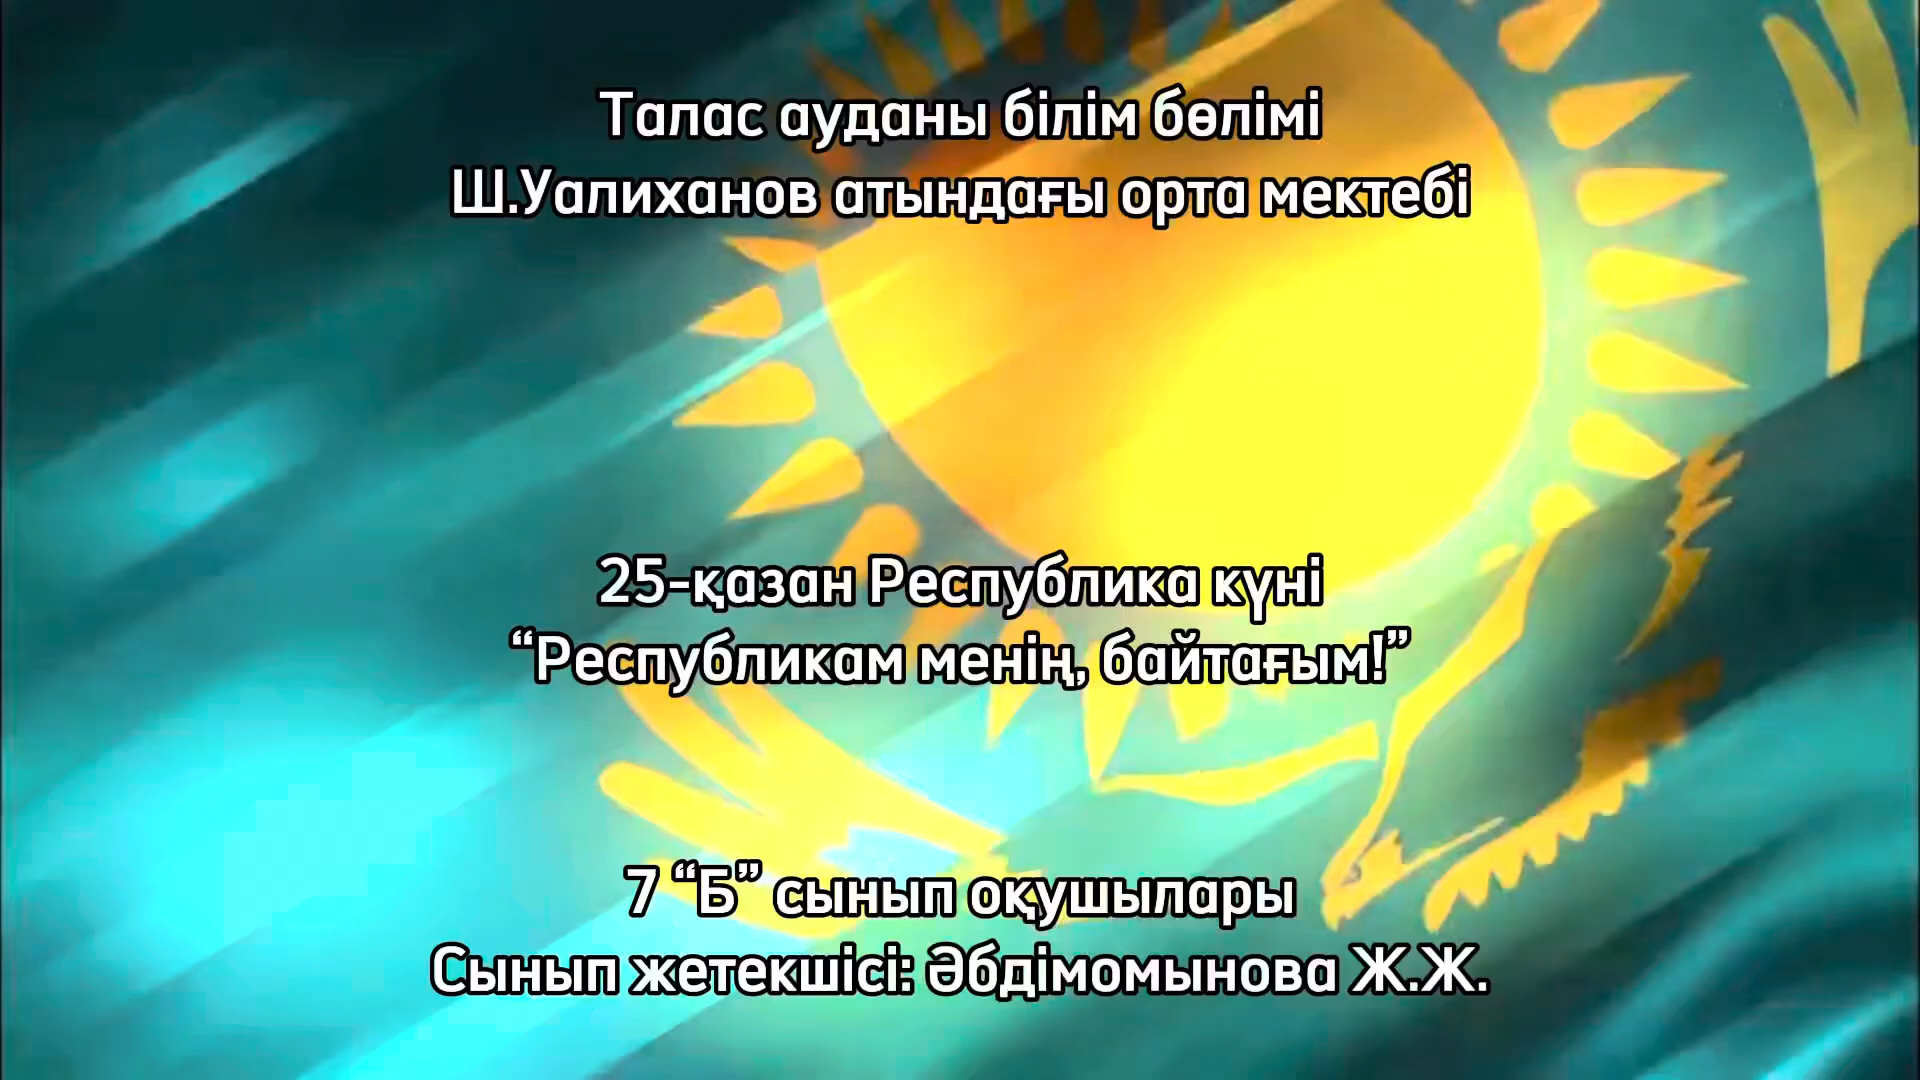 Талас ауданы білім бөлімі
Ш.Уалиханов атындағы орта мектебі
25-қазан Республика күні
“Республикам менің, байтағым!”
7 “Б” сынып оқушылары
Сынып жетекшісі: Әбдімомынова Ж.Ж.